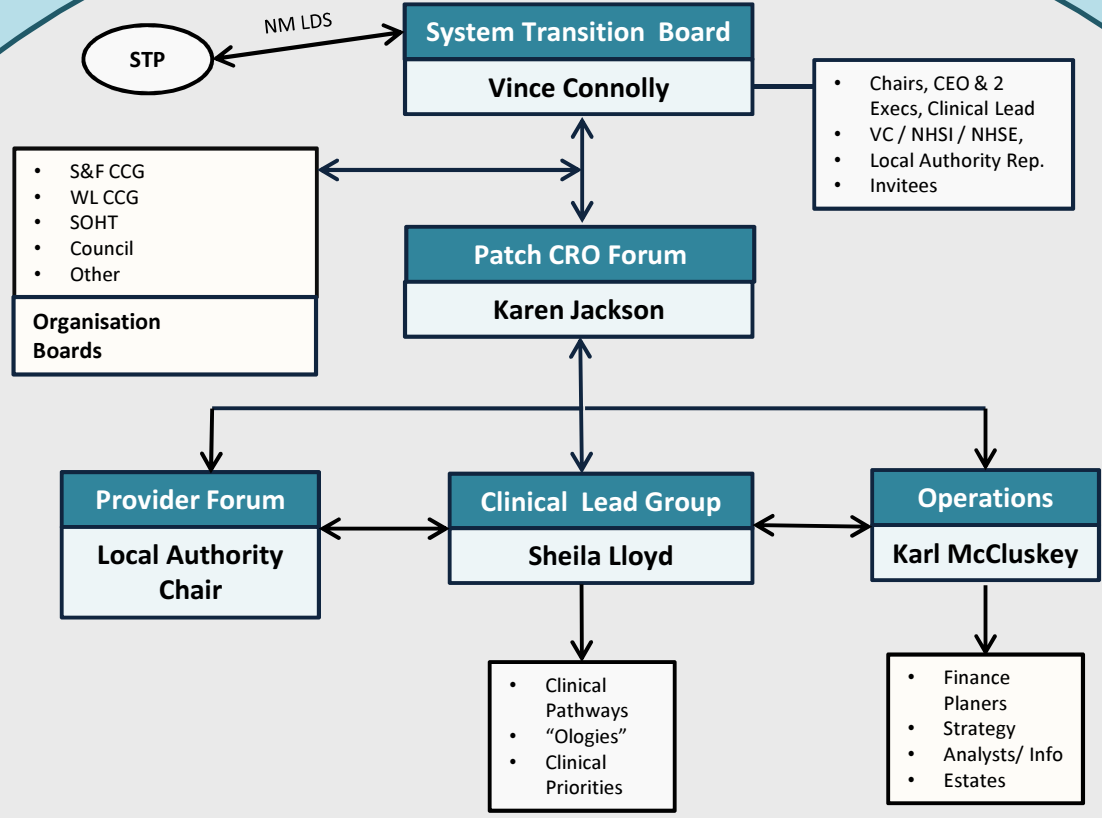 STP
NM LDS
System Transition Board
Vince Connolly
• Chairs, CEO & 2
Execs, Clinical Lead
• VC / NHSI / NHSE,
• Local Authority Rep.
• Invitees
• S&F CCG
• WL CCG
• SOHT
• Council
• Other
Organisation
Boards
Patch CRO Forum
Karen Jackson
Provider Forum
Local Authority
Chair
Clinical Lead Group
Sheila Lloyd
Operations
Karl McCluskey
• Clinical
Pathways
• “Ologies”
• Clinical
Priorities
• Finance
Planers
• Strategy
• Analysts/ Info
• Estates